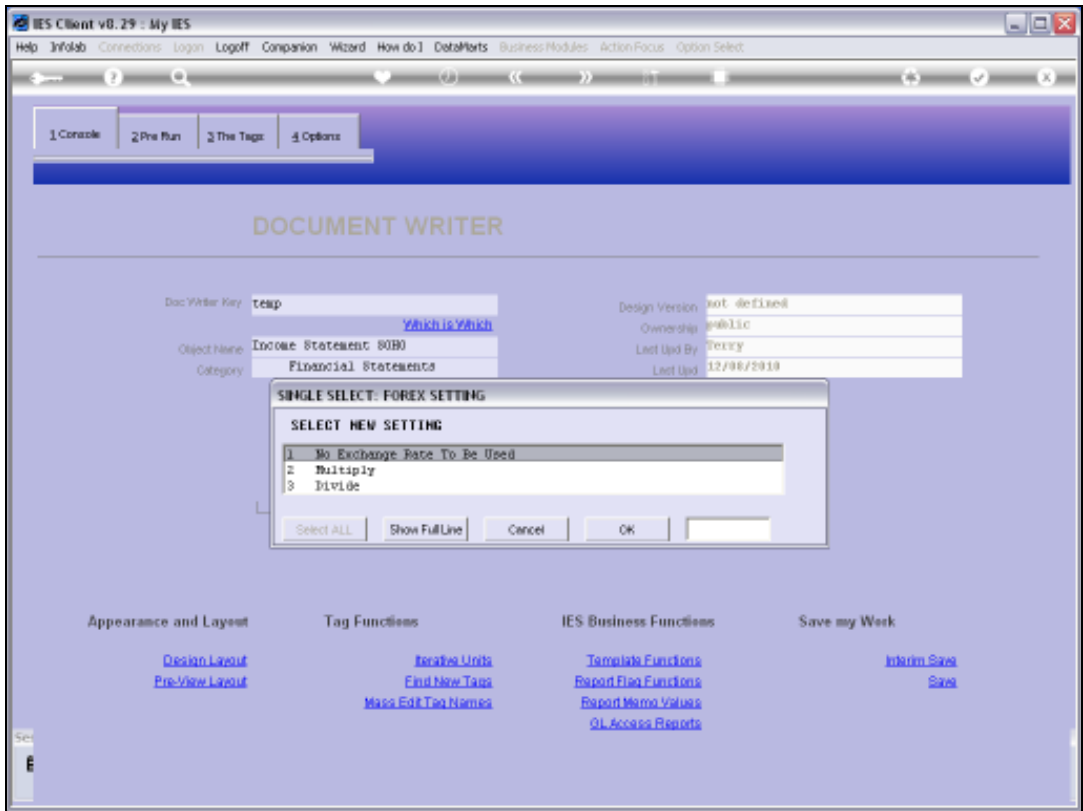 IES Client v8.29 : My IES
Help Infolab Connections Logon Logoff Companion Wizard How do I DataMarts Business Modules Action Focus Option Select
1 Console 2 Pre Run 3 The Tags 4 Options
DOCUMENT WRITER
Doc Writer Key temp Design Version not defined
Which is Which Ownership public
Object Name Income Statement SOHO Last Upd By Terry
Category Financial Statements Last Upd 12/08/2010
SINGLE SELECT: FOREX SETTING
SELECT NEW SETTING
1 No Exchange Rate To Be Used
2 Multiply
3 Divide
Select ALL Show Full Line Cancel OK
Appearance and Layout Tag Functions IES Business Functions Save my Work
Design Layout Iterative Units Template Functions Interim Save
Pre-View Layout Find New Tags Report Flag Functions Save
Mass Edit Tag Names Report Memo Values
GL Access Reports